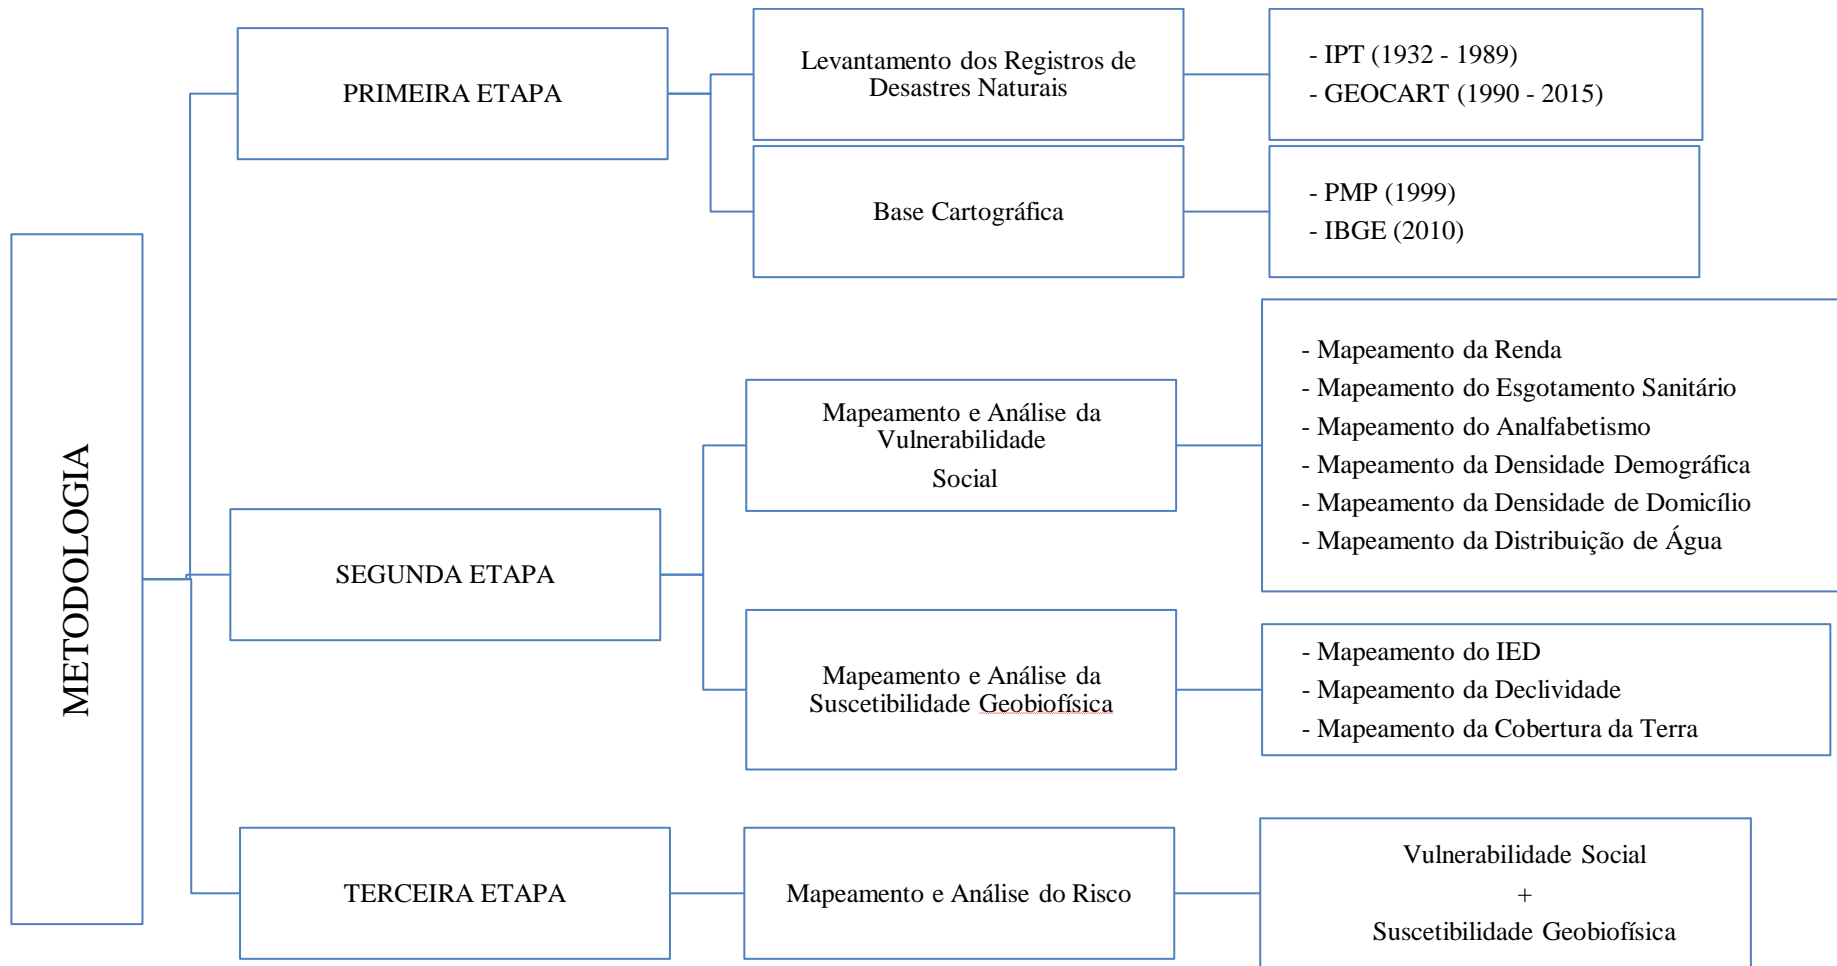 METODOLOGIA
PRIMEIRA ETAPA
Levantamento dos Registros de
Desastres Naturais
- IPT (1932 - 1989)
- GEOCART (1990 - 2015)
Base Cartográfica
- PMP (1999)
- IBGE (2010)
SEGUNDA ETAPA
Mapeamento e Análise da
Vulnerabilidade
Social
- Mapeamento da Renda
- Mapeamento do Esgotamento Sanitário
- Mapeamento do Analfabetismo
- Mapeamento da Densidade Demográfica
- Mapeamento da Densidade de Domicílio
- Mapeamento da Distribuição de Água
Mapeamento e Análise da
Suscetibilidade Geobiofísica
- Mapeamento do IED
- Mapeamento da Declividade
- Mapeamento da Cobertura da Terra
TERCEIRA ETAPA
Mapeamento e Análise do Risco
Vulnerabilidade Social
+
Suscetibilidade Geobiofísica